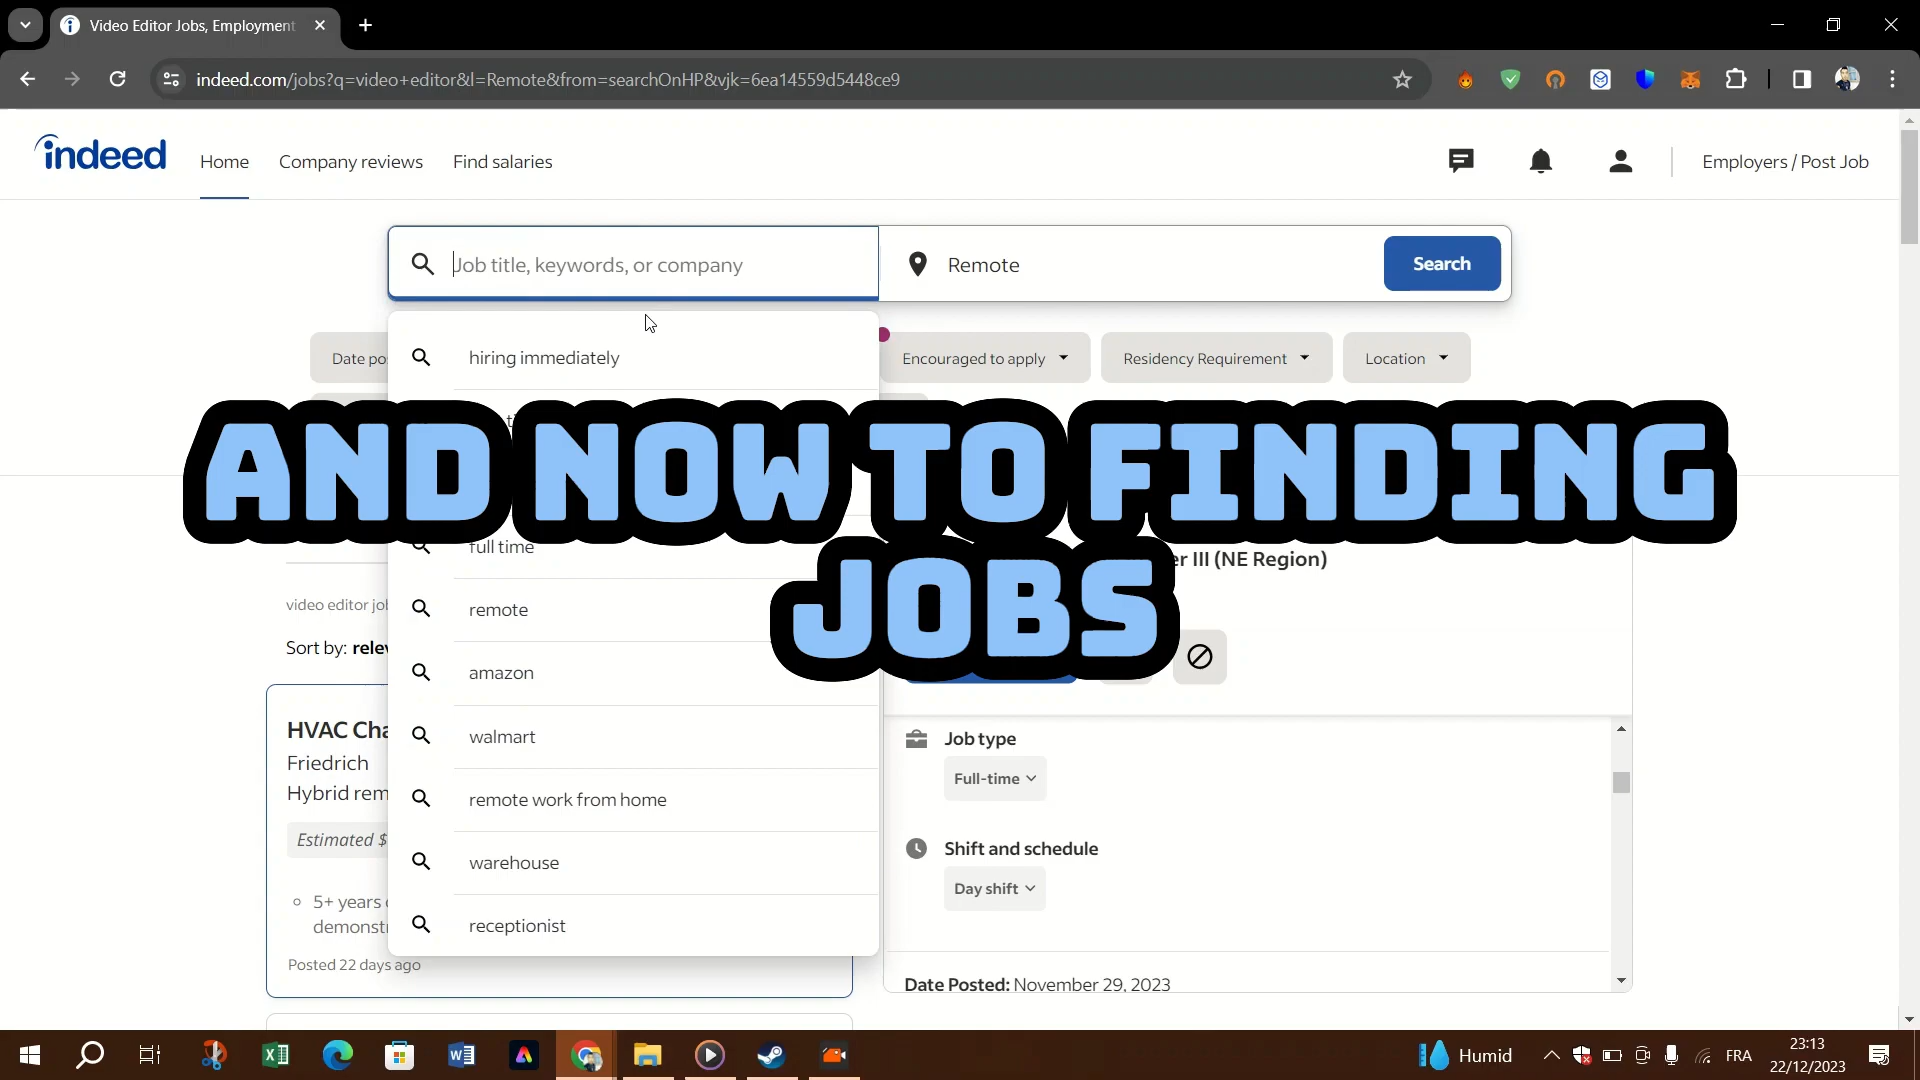 Video Editor Jobs, Employment
indeed.com/jobs?q=video+editor&l=Remote&from=searchOnHP&vjk=6ea14559d5448ce9
indeed
Home
Company reviews
Find salaries
Employers / Post Job
Job title, keywords, or company
Remote
Search
Date pos
Encouraged to apply
Residency Requirement
Location
hiring immediately
AND NOW TO FINDING
JOBS
full time
er III (NE Region)
video editor jo
remote
Sort by: relev
amazon
HVAC Cha
walmart
Job type
Friedrich
Full-time
Hybrid rem
remote work from home
Estimated $
Shift and schedule
warehouse
Day shift
5+ years
demonst
receptionist
Posted 22 days ago
Date Posted: November 29, 2023
Humid
FRA
23:13
22/12/2023